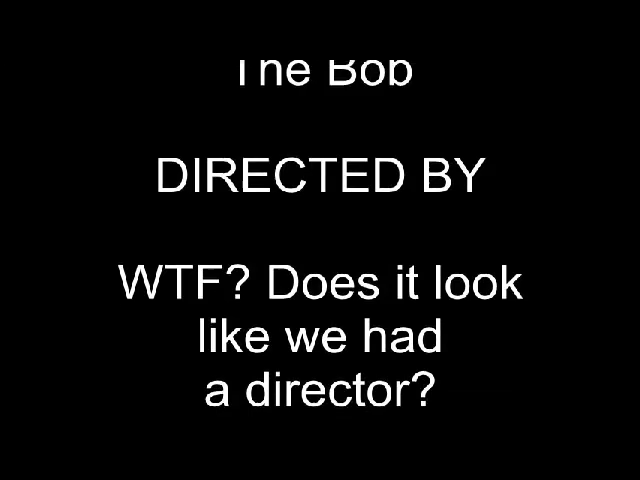 The Bob
DIRECTED BY
WTF? Does it look
like we had
a director?